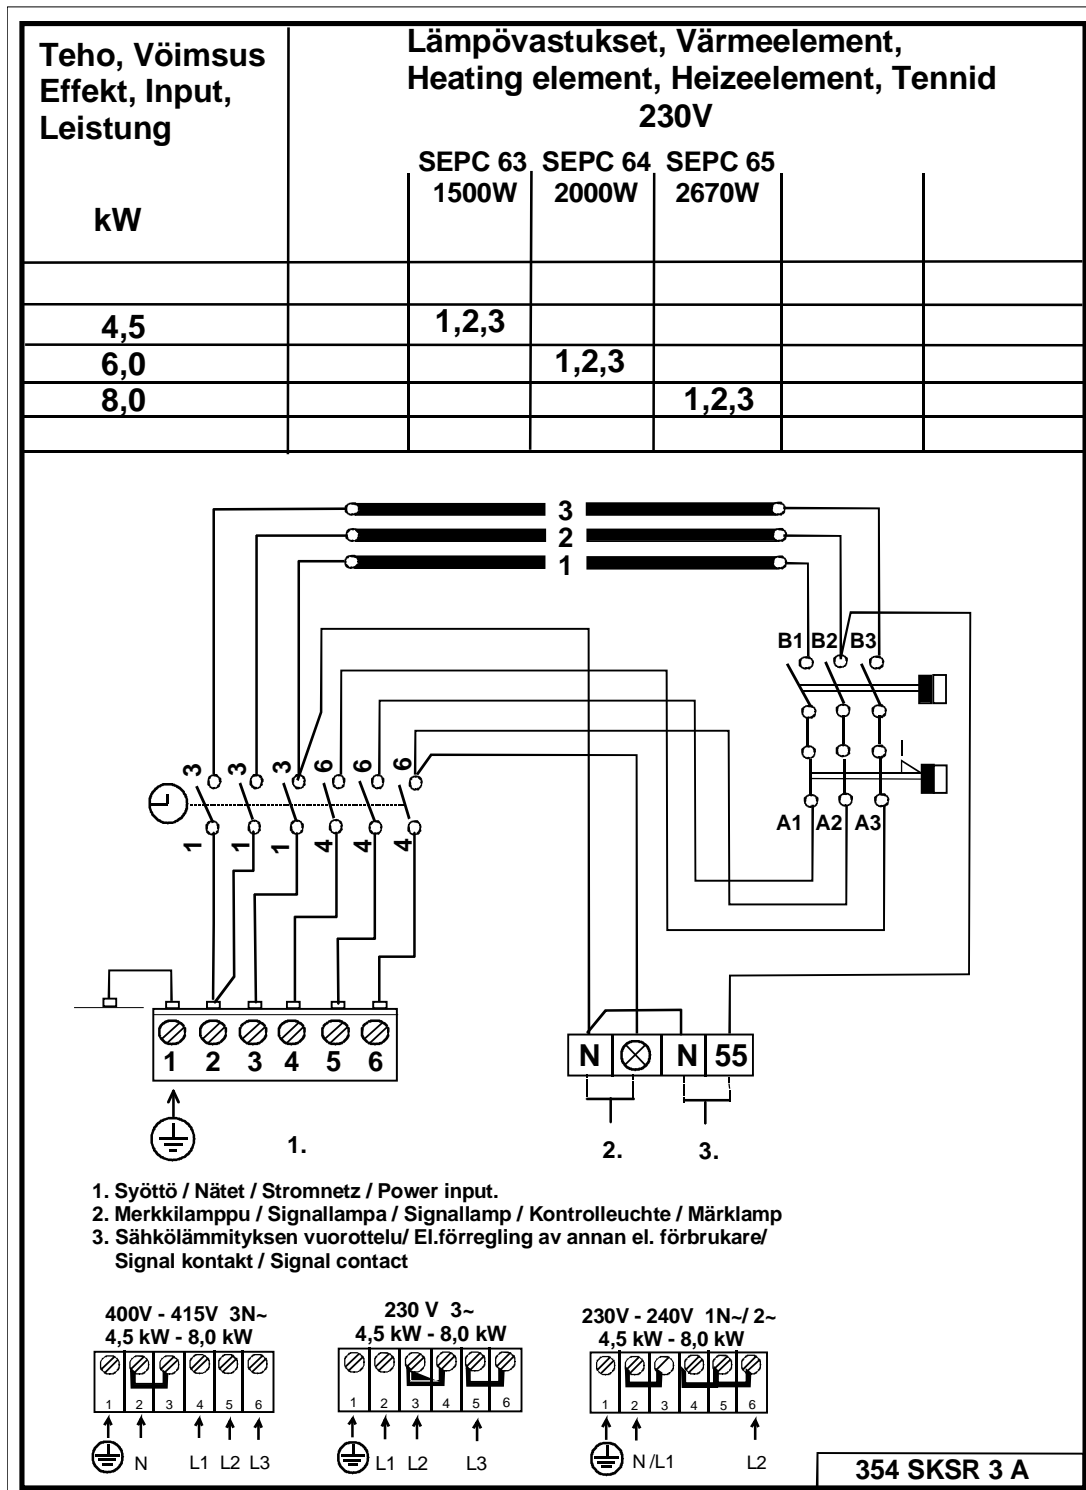 Teho, Vöimsus
Effekt, Input,
Leistung
kW
Lämpövastukset, Värmeelement,
Heating element, Heizeelement, Tennid
230V
SEPC 63 SEPC 64 SEPC 65
1500W 2000W 2670W
4,5 1,2,3
6,0 1,2,3
8,0 1,2,3
3
2
1
B1 B2 B3
3 3 3 6 6 6
1 1 1 4 4 4
A1 A2 A3
1 2 3 4 5 6
N N 55
1.
2. 3.
1. Syöttö / Nätet / Stromnetz / Power input.
2. Merkkilamppu / Signallampa / Signallamp / Kontrolleuchte / Märklamp
3. Sähkölämmityksen vuorottelu/ El.förregling av annan el. förbrukare/
Signal kontakt / Signal contact
400V - 415V 3N~
4,5 kW - 8,0 kW
1 2 3 4 5 6
N L1 L2 L3
230 V 3~
4,5 kW - 8,0 kW
1 2 3 4 5 6
L1 L2 L3
230V - 240V 1N~/ 2~
4,5 kW - 8,0 kW
1 2 3 4 5 6
N /L1 L2
354 SKSR 3 A